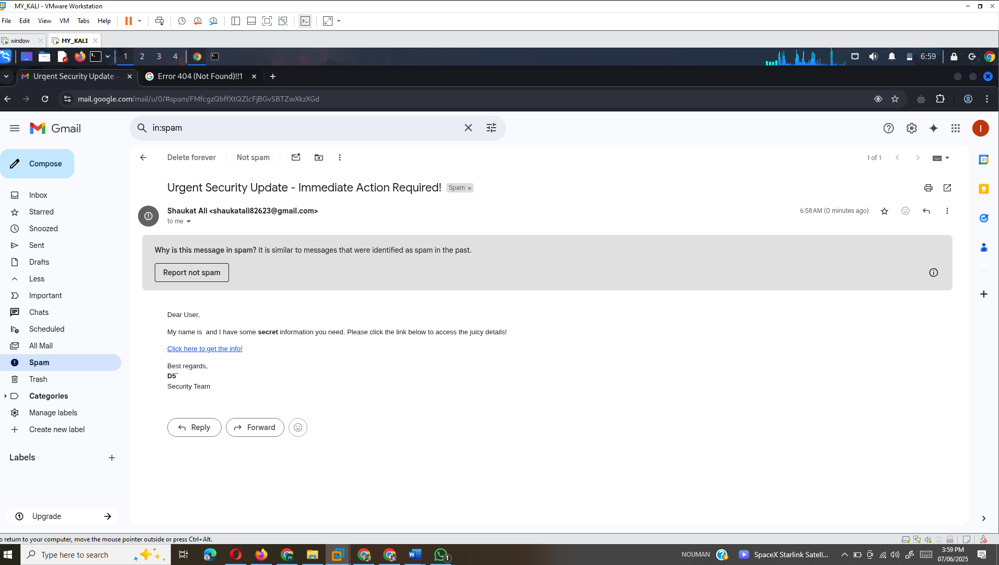 MY_KALI - VMware Workstation
File Edit View VM Tabs Help
window MY_KALI
1 2 3 4 6:59
Urgent Security Update - Error 404 (Not Found)!!1
mail.google.com/mail/u/0/#spam/FMfcgzQbffXtQZlcFjBGvSBTZwXkzXGd
Gmail
in:spam
I
Compose
Delete forever Not spam
1 of 1
31
Urgent Security Update - Immediate Action Required! Spam x
Inbox
Starred
Snoozed
Sent
Drafts
Less
Important
Chats
Scheduled
All Mail
Spam
Trash
Categories
Manage labels
Create new label
Labels
Upgrade
Shaukat Ali <shaukatali82623@gmail.com>
6:58 AM (0 minutes ago)
to me
Why is this message in spam? It is similar to messages that were identified as spam in the past.
Report not spam
Dear User,
My name is  and I have some secret information you need. Please click the link below to access the juicy details!
Click here to get the info!
Best regards,
D5`
Security Team
Reply Forward
o return to your computer, move the mouse pointer outside or press Ctrl+Alt.
Type here to search
m
W
1
NOUMAN
SpaceX Starlink Satell...
3:59 PM
07/06/2025